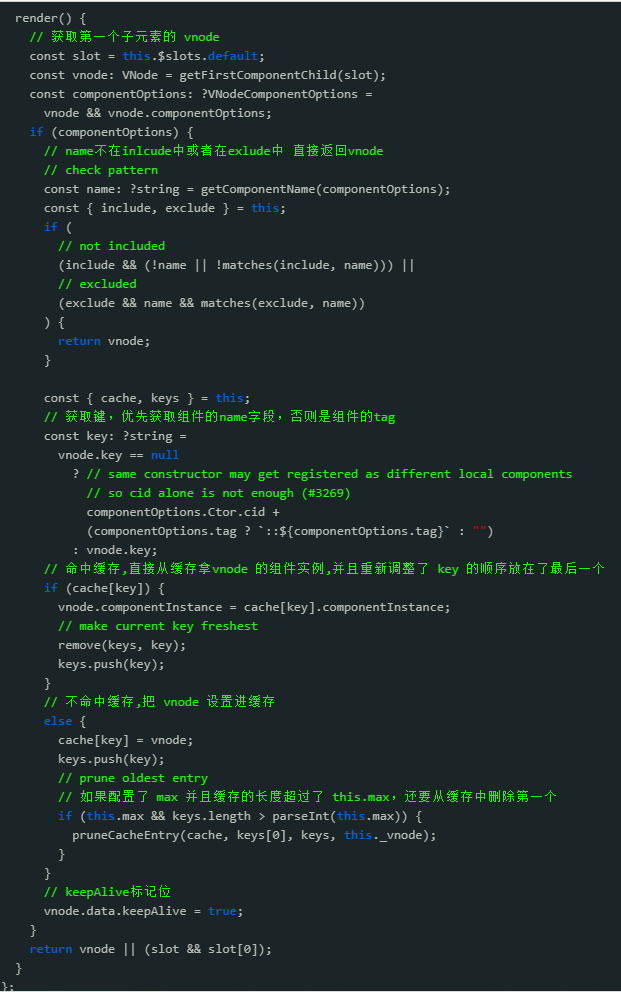 render() {
// 获取第一个子元素的 vnode
const slot = this.$slots.default;
const vnode: VNode = getFirstComponentChild(slot);
const componentOptions: ?VNodeComponentOptions =
vnode && vnode.componentOptions;
if (componentOptions) {
// name不在inlcude中或者在exlude中 直接返回vnode
// check pattern
const name: ?string = getComponentName(componentOptions);
const { include, exclude } = this;
if (
// not included
(include && (!name || !matches(include, name))) ||
// excluded
(exclude && name && matches(exclude, name))
) {
return vnode;
}
const { cache, keys } = this;
// 获取键，优先获取组件的name字段，否则是组件的tag
const key: ?string =
vnode.key == null
? // same constructor may get registered as different local components
// so cid alone is not enough (#3269)
componentOptions.Ctor.cid +
(componentOptions.tag ? `::${componentOptions.tag}` : "")
: vnode.key;
// 命中缓存,直接从缓存拿vnode 的组件实例,并且重新调整了 key 的顺序放在了最后一个
if (cache[key]) {
vnode.componentInstance = cache[key].componentInstance;
// make current key freshest
remove(keys, key);
keys.push(key);
}
// 不命中缓存,把 vnode 设置进缓存
else {
cache[key] = vnode;
keys.push(key);
// prune oldest entry
// 如果配置了 max 并且缓存的长度超过了 this.max，还要从缓存中删除第一个
if (this.max && keys.length > parseInt(this.max)) {
pruneCacheEntry(cache, keys[0], keys, this._vnode);
}
}
// keepAlive标记位
vnode.data.keepAlive = true;
}
return vnode || (slot && slot[0]);
}
};